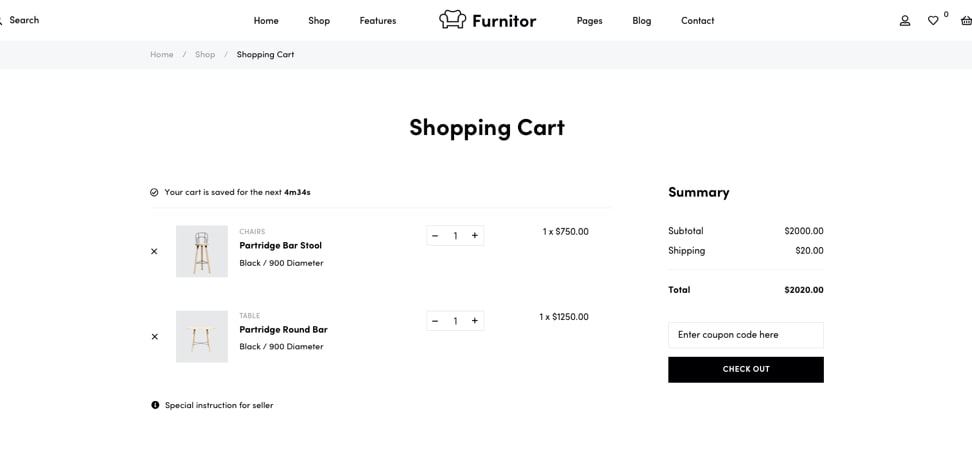 Search
Home
Shop
Features
Furnitor
Pages
Blog
Contact
0
Home / Shop / Shopping Cart
Shopping Cart
Your cart is saved for the next 4m34s
CHAIRS
Partridge Bar Stool
Black / 900 Diameter
− 1 +
1 x $750.00
TABLE
Partridge Round Bar
Black / 900 Diameter
− 1 +
1 x $1250.00
Special instruction for seller
Summary
Subtotal $2000.00
Shipping $20.00
Total $2020.00
Enter coupon code here
CHECK OUT